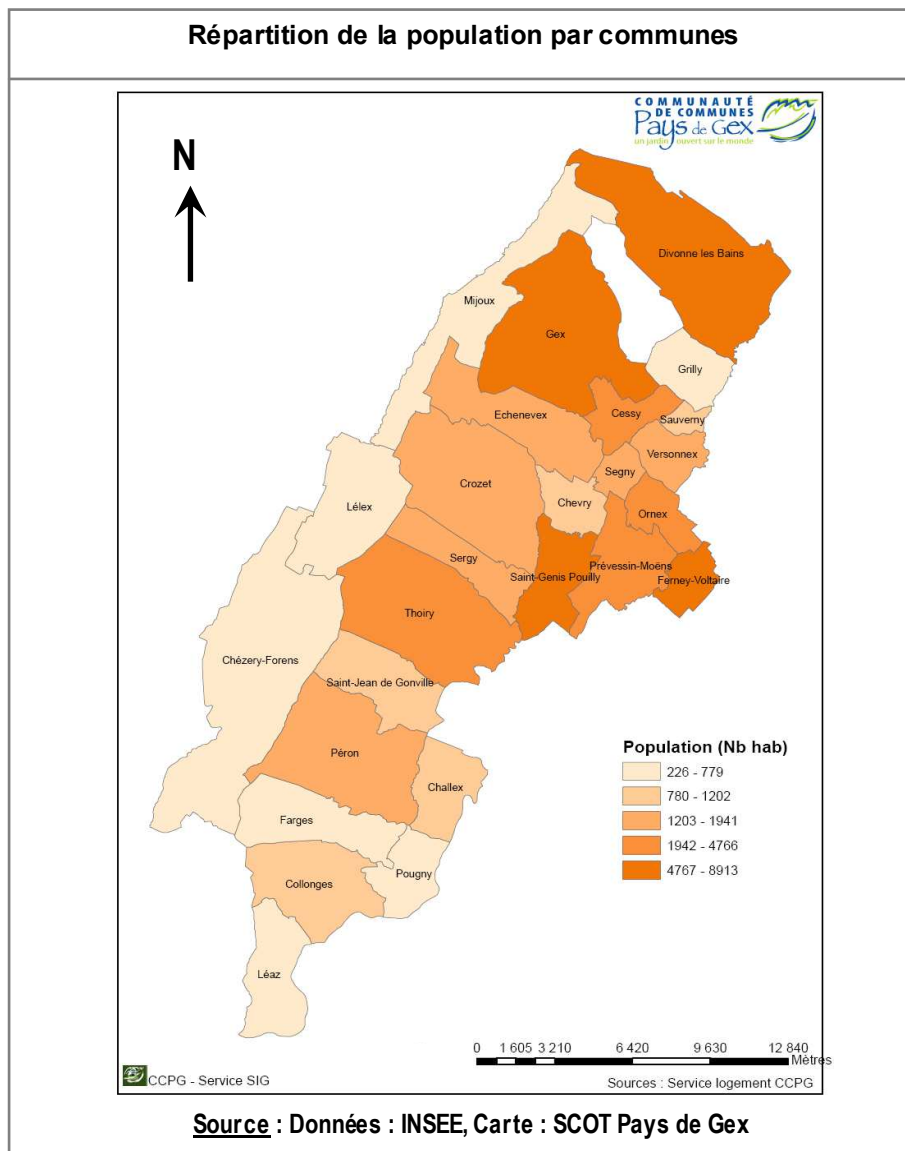 Répartition de la population par communes
COMMUNAUTÉ
DE COMMUNES
Pays de Gex
un jardin ouvert sur le monde
N
Divonne les Bains
Mijoux
Gex
Grilly
Echenevex
Cessy
Sauverny
Versonnex
Segny
Crozet
Chevry
Lélex
Ornex
Sergy
Prévessin-Moëns
Saint-Genis Pouilly
Ferney-Voltaire
Thoiry
Chézery-Forens
Saint-Jean de Gonville
Péron
Challex
Farges
Pougny
Collonges
Léaz
Population (Nb hab)
226 - 779
780 - 1202
1203 - 1941
1942 - 4766
4767 - 8913
0 1 605 3 210 6 420 9 630 12 840
Mètres
CCPG - Service SIG
Sources : Service logement CCPG
Source : Données : INSEE, Carte : SCOT Pays de Gex